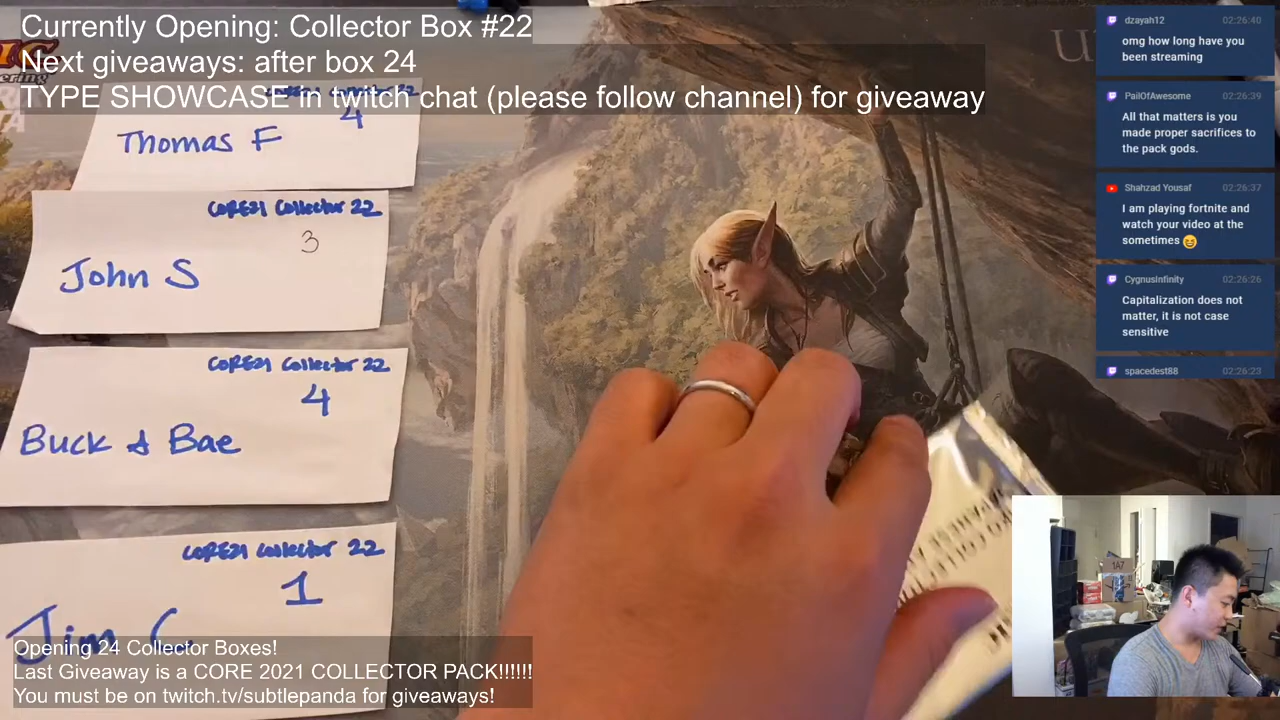 Currently Opening: Collector Box #22
Next giveaways: after box 24
TYPE SHOWCASE in twitch chat (please follow channel) for giveaway
4
Thomas F
CORE21 Collector 22
3
John S
CORE21 Collector 22
4
Buck & Bae
CORE21 Collector 22
1
Jim C.
Opening 24 Collector Boxes!
Last Giveaway is a CORE 2021 COLLECTOR PACK!!!!!!
You must be on twitch.tv/subtlepanda for giveaways!
dzayah12 02:26:40
omg how long have you
been streaming
PailOfAwesome 02:26:39
All that matters is you
made proper sacrifices to
the pack gods.
Shahzad Yousaf 02:26:37
I am playing fortnite and
watch your video at the
sometimes 😄
CygnusInfinity 02:26:26
Capitalization does not
matter, it is not case
sensitive
spacedest88 02:26:23
1A7